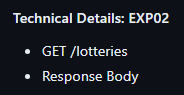 Technical Details: EXP02
• GET /lotteries
• Response Body